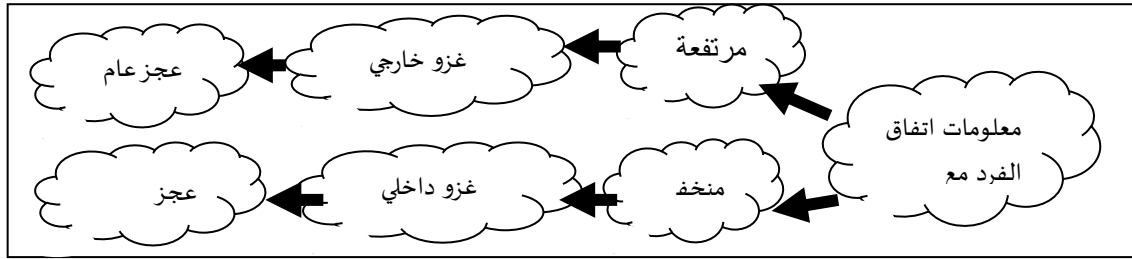 معلومات اتفاق
الفرد مع
مرتفعة
غزو خارجي
عجز عام
منخف
غزو داخلي
عجز